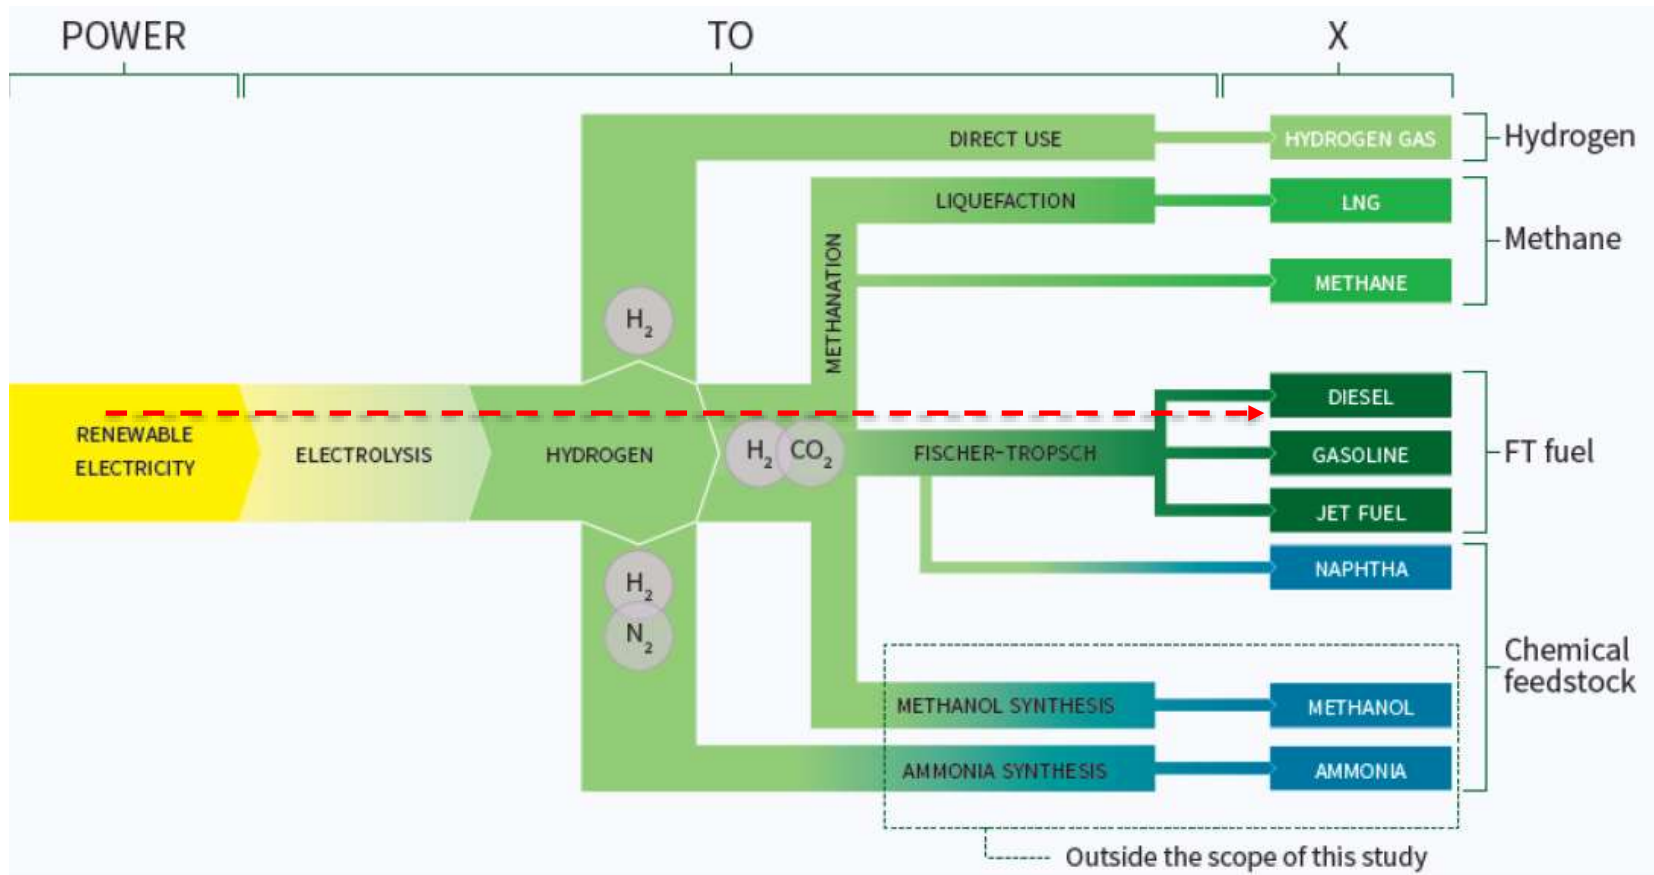 POWER
TO
X
DIRECT USE
HYDROGEN GAS
Hydrogen
LIQUEFACTION
LNG
METHANATION
Methane
METHANE
H₂
DIESEL
RENEWABLE
ELECTRICITY
ELECTROLYSIS
HYDROGEN
H₂ CO₂
FISCHER-TROPSCH
GASOLINE
FT fuel
JET FUEL
NAPHTHA
H₂
N₂
Chemical
feedstock
METHANOL SYNTHESIS
METHANOL
AMMONIA SYNTHESIS
AMMONIA
Outside the scope of this study